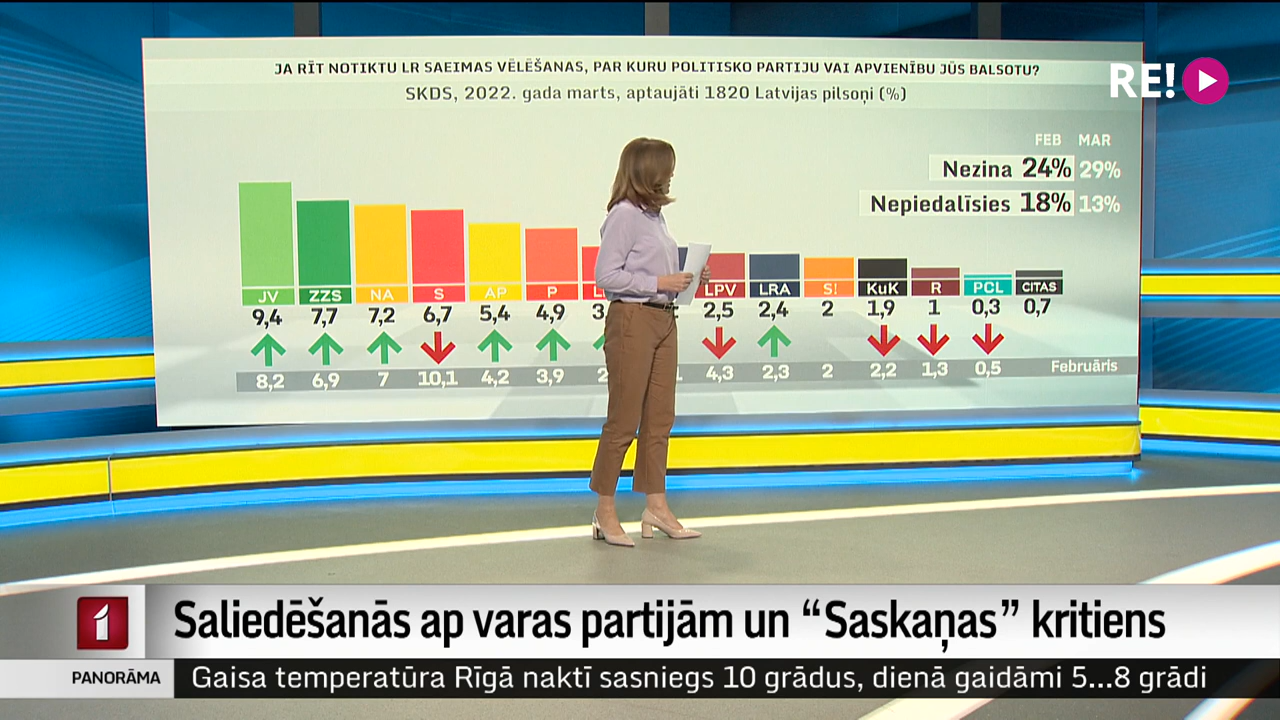 JA RĪT NOTIKTU LR SAEIMAS VĒLĒŠANAS, PAR KURU POLITISKO PARTIJU VAI APVIENĪBU JŪS BALSOTU?
SKDS, 2022. gada marts, aptaujāti 1820 Latvijas pilsoņi (%)
RE!
FEB MAR
Nezina 24% 29%
Nepiedalīsies 18% 13%
JV ZZS NA S AP P LPV LRA S! KuK R PCL CITAS
9,4 7,7 7,2 6,7 5,4 4,9 2,5 2,4 2 1,9 1 0,3 0,7
8,2 6,9 7 10,1 4,2 3,9 4,3 2,3 2 2,2 1,3 0,5 Februāris
1 Saliedēšanās ap varas partijām un “Saskaņas” kritiens
PANORĀMA Gaisa temperatūra Rīgā naktī sasniegs 10 grādus, dienā gaidāmi 5...8 grādi